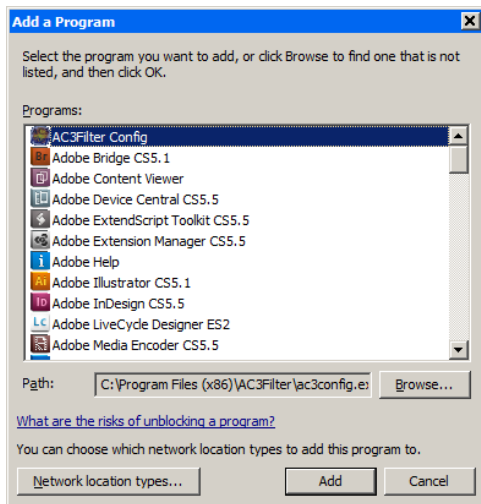 Add a Program
Select the program you want to add, or click Browse to find one that is not
listed, and then click OK.
Programs:
AC3Filter Config
Br Adobe Bridge CS5.1
Adobe Content Viewer
Adobe Device Central CS5.5
Adobe ExtendScript Toolkit CS5.5
Adobe Extension Manager CS5.5
i Adobe Help
Ai Adobe Illustrator CS5.1
ID Adobe InDesign CS5.5
LC Adobe LiveCycle Designer ES2
Adobe Media Encoder CS5.5
Path: C:\Program Files (x86)\AC3Filter\ac3config.ex Browse...
What are the risks of unblocking a program?
You can choose which network location types to add this program to.
Network location types... Add Cancel